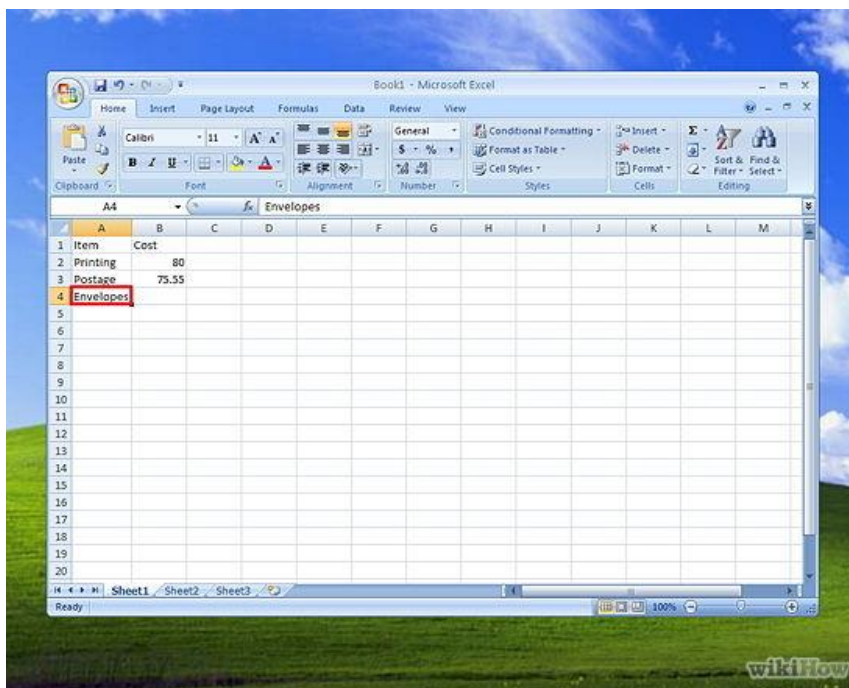 Book1 - Microsoft Excel
Home Insert Page Layout Formulas Data Review View
Paste
Clipboard
Calibri 11 A A
B I U A
Font
Alignment
General
$ % ,
Number
Conditional Formatting
Format as Table
Cell Styles
Styles
Insert
Delete
Format
Cells
Σ
Sort & Filter
Find & Select
Editing
A4 fx Envelopes
A B C D E F G H I J K L M
1 Item Cost
2 Printing 80
3 Postage 75.55
4 Envelopes
5
6
7
8
9
10
11
12
13
14
15
16
17
18
19
20
Sheet1 Sheet2 Sheet3
Ready 100%
wikiHow